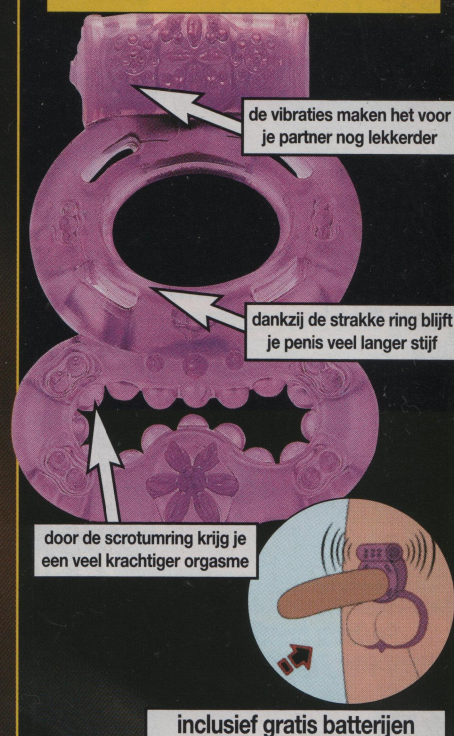 de vibraties maken het voor
je partner nog lekkerder
dankzij de strakke ring blijft
je penis veel langer stijf
door de scrotumring krijg je
een veel krachtiger orgasme
inclusief gratis batterijen